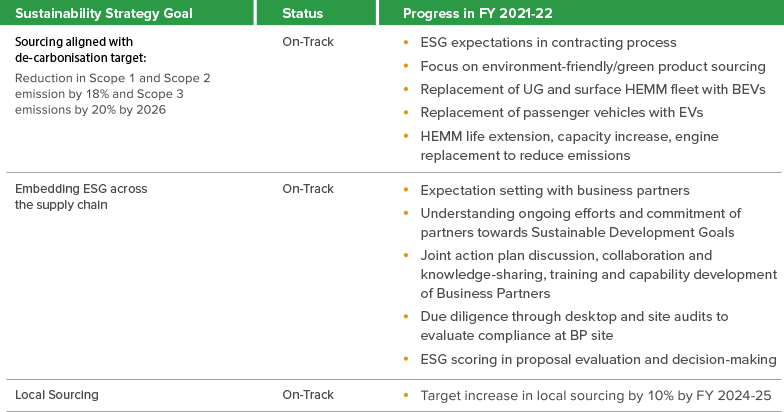 Sustainability Strategy Goal Status Progress in FY 2021-22
Sourcing aligned with
de-carbonisation target:
Reduction in Scope 1 and Scope 2
emission by 18% and Scope 3
emissions by 20% by 2026
On-Track
• ESG expectations in contracting process
• Focus on environment-friendly/green product sourcing
• Replacement of UG and surface HEMM fleet with BEVs
• Replacement of passenger vehicles with EVs
• HEMM life extension, capacity increase, engine
replacement to reduce emissions
Embedding ESG across
the supply chain
On-Track
• Expectation setting with business partners
• Understanding ongoing efforts and commitment of
partners towards Sustainable Development Goals
• Joint action plan discussion, collaboration and
knowledge-sharing, training and capability development
of Business Partners
• Due diligence through desktop and site audits to
evaluate compliance at BP site
• ESG scoring in proposal evaluation and decision-making
Local Sourcing
On-Track
• Target increase in local sourcing by 10% by FY 2024-25